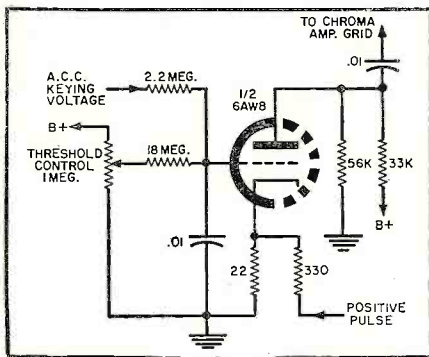 TO CHROMA
AMP. GRID
.01
A.C.C.
KEYING
VOLTAGE
2.2 MEG.
1/2
6AW8
B+
THRESHOLD
CONTROL
1 MEG.
18 MEG.
56K
33K
B+
.01
22
330
POSITIVE
PULSE